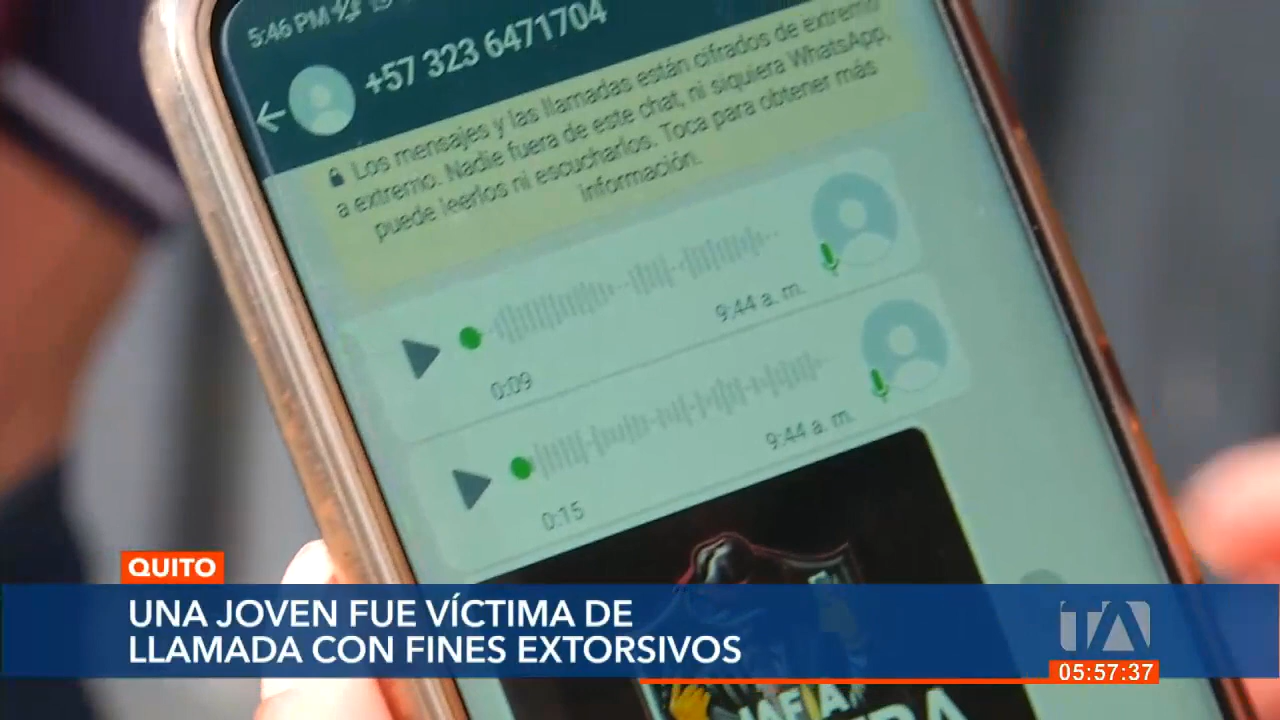 5:46 PM
+57 323 6471704
Los mensajes y las llamadas están cifrados de extremo
a extremo. Nadie fuera de este chat, ni siquiera WhatsApp,
puede leerlos ni escucharlos. Toca para obtener más
información.
0:09
9:44 a. m.
0:15
9:44 a. m.
QUITO
UNA JOVEN FUE VÍCTIMA DE
LLAMADA CON FINES EXTORSIVOS
TA
05:57:37